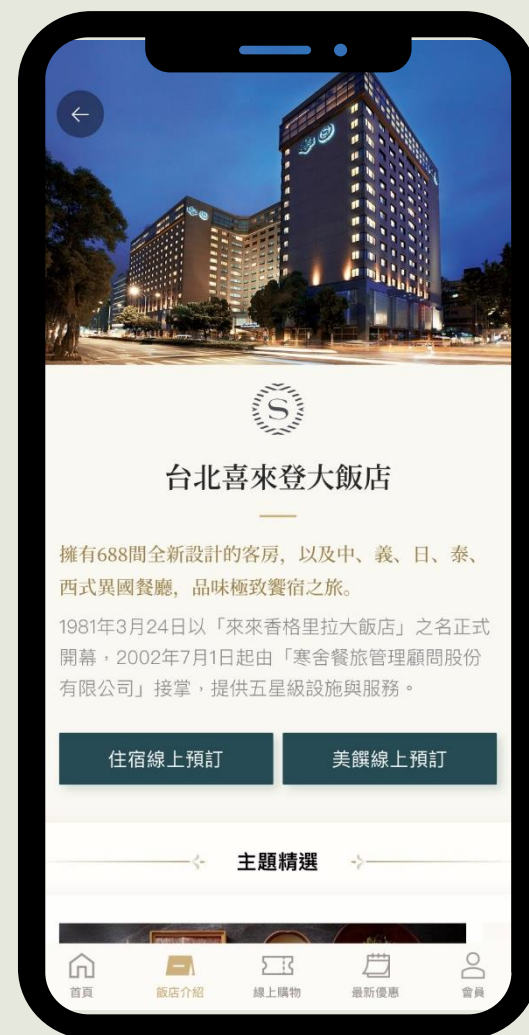 S
台北喜來登大飯店
擁有688間全新設計的客房，以及中、義、日、泰、
西式異國餐廳，品味極致饗宿之旅。
1981年3月24日以「來來香格里拉大飯店」之名正式
開幕，2002年7月1日起由「寒舍餐旅管理顧問股份
有限公司」接掌，提供五星級設施與服務。
住宿線上預訂 美饌線上預訂
主題精選
首頁 飯店介紹 線上購物 最新優惠 會員